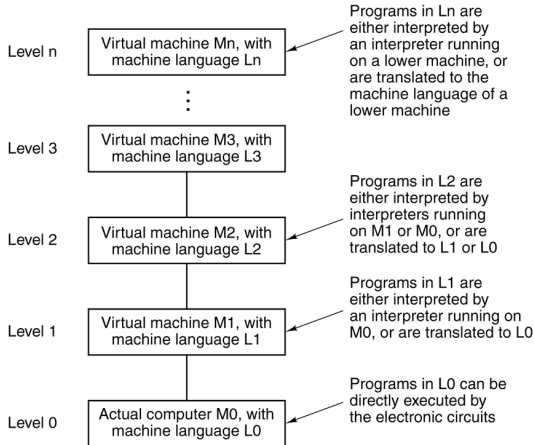 Level n
Virtual machine Mn, with
machine language Ln
Programs in Ln are
either interpreted by
an interpreter running
on a lower machine, or
are translated to the
machine language of a
lower machine
Level 3
Virtual machine M3, with
machine language L3
Level 2
Virtual machine M2, with
machine language L2
Programs in L2 are
either interpreted by
interpreters running
on M1 or M0, or are
translated to L1 or L0
Level 1
Virtual machine M1, with
machine language L1
Programs in L1 are
either interpreted by
an interpreter running on
M0, or are translated to L0
Level 0
Actual computer M0, with
machine language L0
Programs in L0 can be
directly executed by
the electronic circuits